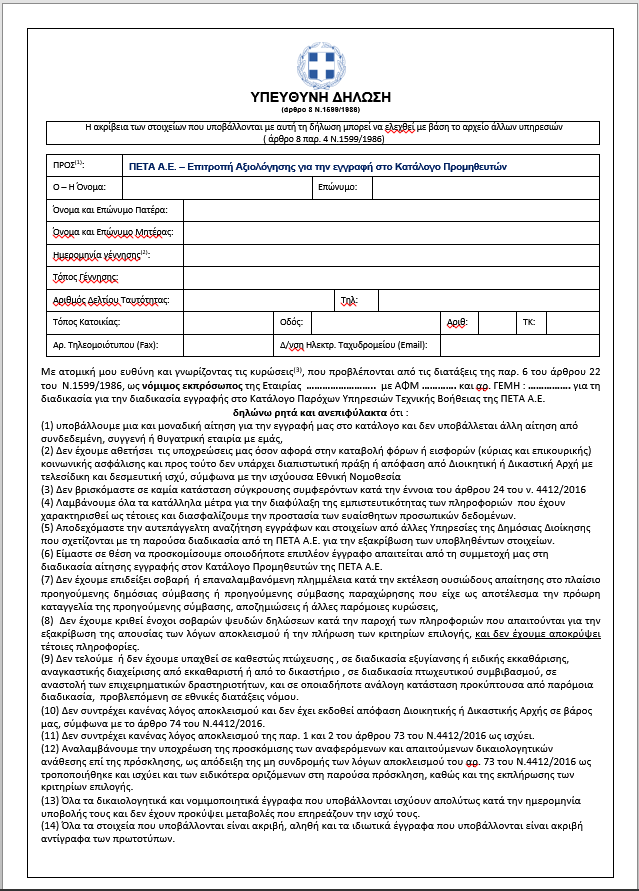 ΥΠΕΥΘΥΝΗ ΔΗΛΩΣΗ
(άρθρο 8 Ν.1599/1986)
Η ακρίβεια των στοιχείων που υποβάλλονται με αυτή τη δήλωση μπορεί να ελεγχθεί με βάση το αρχείο άλλων υπηρεσιών
( άρθρο 8 παρ. 4 Ν.1599/1986)
ΠΡΟΣ(1): ΠΕΤΑ Α.Ε. – Επιτροπή Αξιολόγησης για την εγγραφή στο Κατάλογο Προμηθευτών
Ο – Η Όνομα: Επώνυμο:
Όνομα και Επώνυμο Πατέρα:
Όνομα και Επώνυμο Μητέρας:
Ημερομηνία γέννησης(2):
Τόπος Γέννησης:
Αριθμός Δελτίου Ταυτότητας: Τηλ:
Τόπος Κατοικίας: Οδός: Αριθ: ΤΚ:
Αρ. Τηλεομοιότυπου (Fax): Δ/νση Ηλεκτρ. Ταχυδρομείου (Εmail):
Με ατομική μου ευθύνη και γνωρίζοντας τις κυρώσεις(3), που προβλέπονται από τις διατάξεις της παρ. 6 του άρθρου 22
του Ν.1599/1986, ως νόμιμος εκπρόσωπος της Εταιρίας ………………… με ΑΦΜ ………… και αρ. ΓΕΜΗ : …………… για τη
διαδικασία για την διαδικασία εγγραφής στο Κατάλογο Παρόχων Υπηρεσιών Τεχνικής Βοήθειας της ΠΕΤΑ Α.Ε.
δηλώνω ρητά και ανεπιφύλακτα ότι :
(1) υποβάλλουμε μια και μοναδική αίτηση για την εγγραφή μας στο κατάλογο και δεν υποβάλλεται άλλη αίτηση από
συνδεδεμένη, συγγενή ή θυγατρική εταιρία με εμάς,
(2) Δεν έχουμε αθετήσει τις υποχρεώσεις μας όσον αφορά στην καταβολή φόρων ή εισφορών (κύριας και επικουρικής)
κοινωνικής ασφάλισης και προς τούτο δεν υπάρχει διαπιστωτική πράξη ή απόφαση από Διοικητική ή Δικαστική Αρχή με
τελεσίδικη και δεσμευτική ισχύ, σύμφωνα με την ισχύουσα Εθνική Νομοθεσία
(3) Δεν βρισκόμαστε σε καμία κατάσταση σύγκρουσης συμφερόντων κατά την έννοια του άρθρου 24 του ν. 4412/2016
(4) Λαμβάνουμε όλα τα κατάλληλα μέτρα για την διαφύλαξη της εμπιστευτικότητας των πληροφοριών που έχουν
χαρακτηρισθεί ως τέτοιες και διασφαλίζουμε την προστασία των ευαίσθητων προσωπικών δεδομένων.
(5) Αποδεχόμαστε την αυτεπάγγελτη αναζήτηση εγγράφων και στοιχείων από άλλες Υπηρεσίες της Δημόσιας Διοίκησης
που σχετίζονται με τη παρούσα διαδικασία από τη ΠΕΤΑ Α.Ε. για την εξακρίβωση των υποβληθέντων στοιχείων.
(6) Είμαστε σε θέση να προσκομίσουμε οποιοδήποτε επιπλέον έγγραφο απαιτείται από τη συμμετοχή μας στη
διαδικασία αίτησης εγγραφής στον Κατάλογο Προμηθευτών της ΠΕΤΑ Α.Ε.
(7) Δεν έχουμε επιδείξει σοβαρή ή επαναλαμβανόμενη πλημμέλεια κατά την εκτέλεση ουσιώδους απαίτησης στο πλαίσιο
προηγούμενης δημόσιας σύμβασης ή προηγούμενης σύμβασης παραχώρησης που είχε ως αποτέλεσμα την πρόωρη
καταγγελία της προηγούμενης σύμβασης, αποζημιώσεις ή άλλες παρόμοιες κυρώσεις,
(8) Δεν έχουμε κριθεί ένοχοι σοβαρών ψευδών δηλώσεων κατά την παροχή των πληροφοριών που απαιτούνται για την
εξακρίβωση της απουσίας των λόγων αποκλεισμού ή την πλήρωση των κριτηρίων επιλογής, και δεν έχουμε αποκρύψει
τέτοιες πληροφορίες.
(9) Δεν τελούμε ή δεν έχουμε υπαχθεί σε καθεστώς πτώχευσης , σε διαδικασία εξυγίανσης ή ειδικής εκκαθάρισης,
αναγκαστικής διαχείρισης από εκκαθαριστή ή από το δικαστήριο , σε διαδικασία πτωχευτικού συμβιβασμού, σε
αναστολή των επιχειρηματικών δραστηριοτήτων, και σε οποιαδήποτε ανάλογη κατάσταση προκύπτουσα από παρόμοια
διαδικασία, προβλεπόμενη σε εθνικές διατάξεις νόμου.
(10) Δεν συντρέχει κανένας λόγος αποκλεισμού και δεν έχει εκδοθεί απόφαση Διοικητικής ή Δικαστικής Αρχής σε βάρος
μας, σύμφωνα με το άρθρο 74 του Ν.4412/2016.
(11) Δεν συντρέχει κανένας λόγος αποκλεισμού της παρ. 1 και 2 του άρθρου 73 του Ν.4412/2016 ως ισχύει.
(12) Αναλαμβάνουμε την υποχρέωση της προσκόμισης των αναφερόμενων και απαιτούμενων δικαιολογητικών
ανάθεσης επί της πρόσκλησης, ως απόδειξη της μη συνδρομής των λόγων αποκλεισμού του αρ. 73 του Ν.4412/2016 ως
τροποποιήθηκε και ισχύει και των ειδικότερα οριζόμενων στη παρούσα πρόσκληση, καθώς και της εκπλήρωσης των
κριτηρίων επιλογής.
(13) Όλα τα δικαιολογητικά και νομιμοποιητικά έγγραφα που υποβάλλονται ισχύουν απολύτως κατά την ημερομηνία
υποβολής τους και δεν έχουν προκύψει μεταβολές που επηρεάζουν την ισχύ τους.
(14) Όλα τα στοιχεία που υποβάλλονται είναι ακριβή, αληθή και τα ιδιωτικά έγγραφα που υποβάλλονται είναι ακριβή
αντίγραφα των πρωτοτύπων.